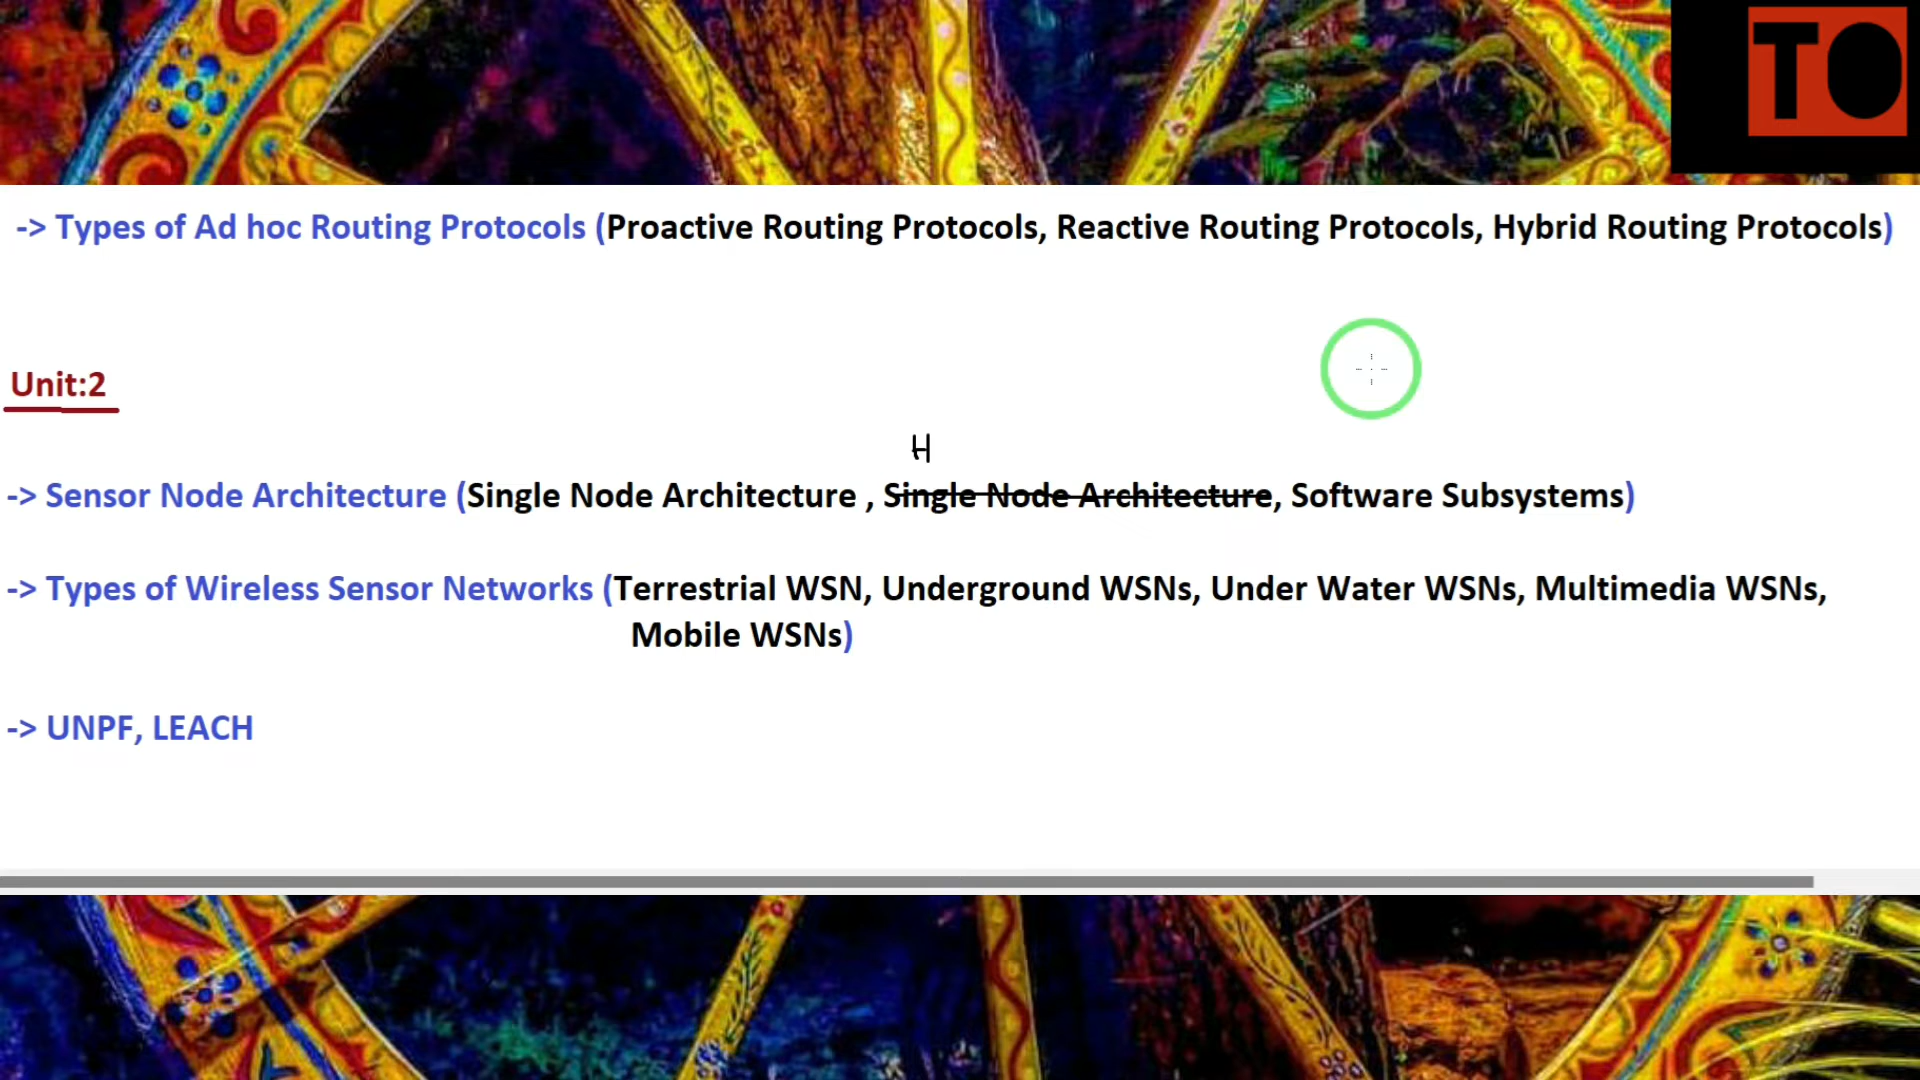 TO
-> Types of Ad hoc Routing Protocols (Proactive Routing Protocols, Reactive Routing Protocols, Hybrid Routing Protocols)
Unit:2
H
-> Sensor Node Architecture (Single Node Architecture , Single Node Architecture, Software Subsystems)
-> Types of Wireless Sensor Networks (Terrestrial WSN, Underground WSNs, Under Water WSNs, Multimedia WSNs,
Mobile WSNs)
-> UNPF, LEACH